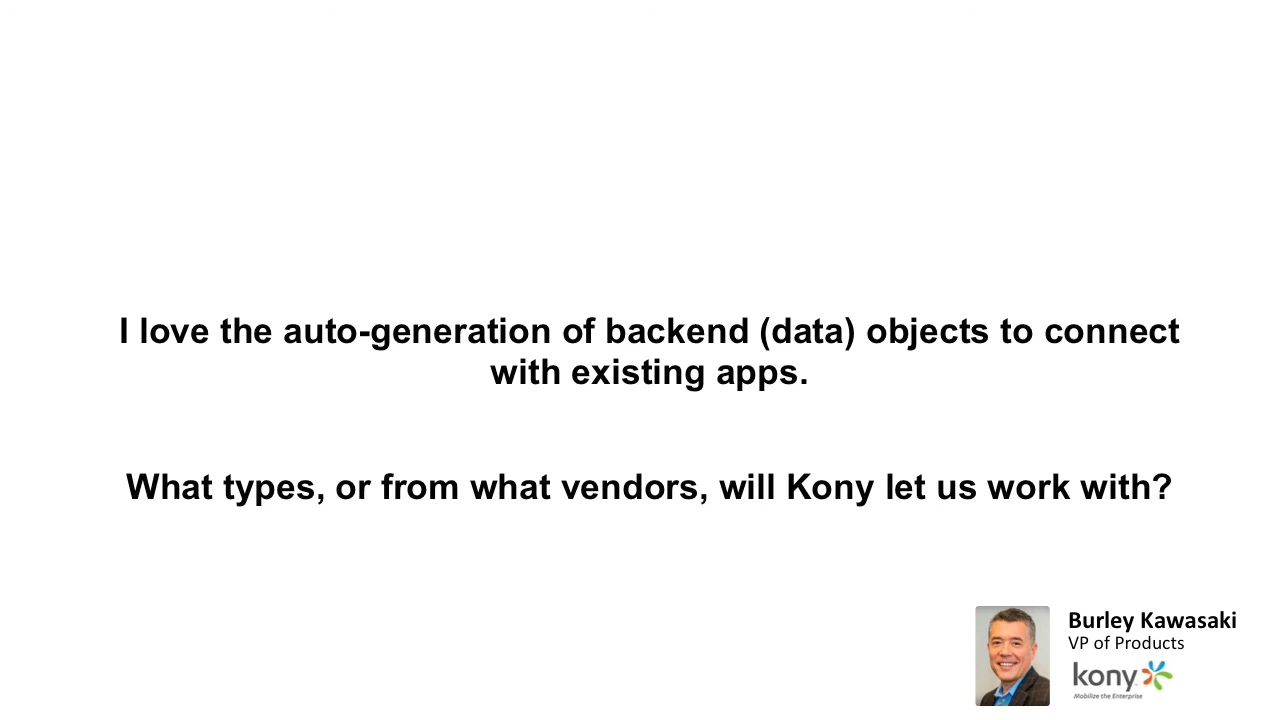 I love the auto-generation of backend (data) objects to connect
with existing apps.
What types, or from what vendors, will Kony let us work with?
Burley Kawasaki
VP of Products
kony
Mobilize the Enterprise